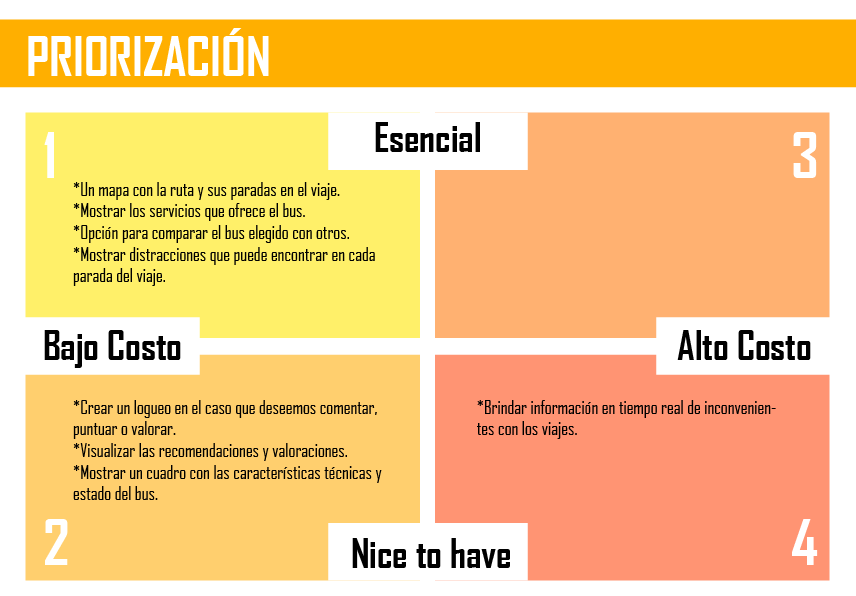 PRIORIZACIÓN
Esencial
1
3
*Un mapa con la ruta y sus paradas en el viaje.
*Mostrar los servicios que ofrece el bus.
*Opción para comparar el bus elegido con otros.
*Mostrar distracciones que puede encontrar en cada
parada del viaje.
Bajo Costo
Alto Costo
*Crear un logueo en el caso que deseemos comentar,
puntuar o valorar.
*Visualizar las recomendaciones y valoraciones.
*Mostrar un cuadro con las características técnicas y
estado del bus.
*Brindar información en tiempo real de inconvenien-
tes con los viajes.
2
4
Nice to have